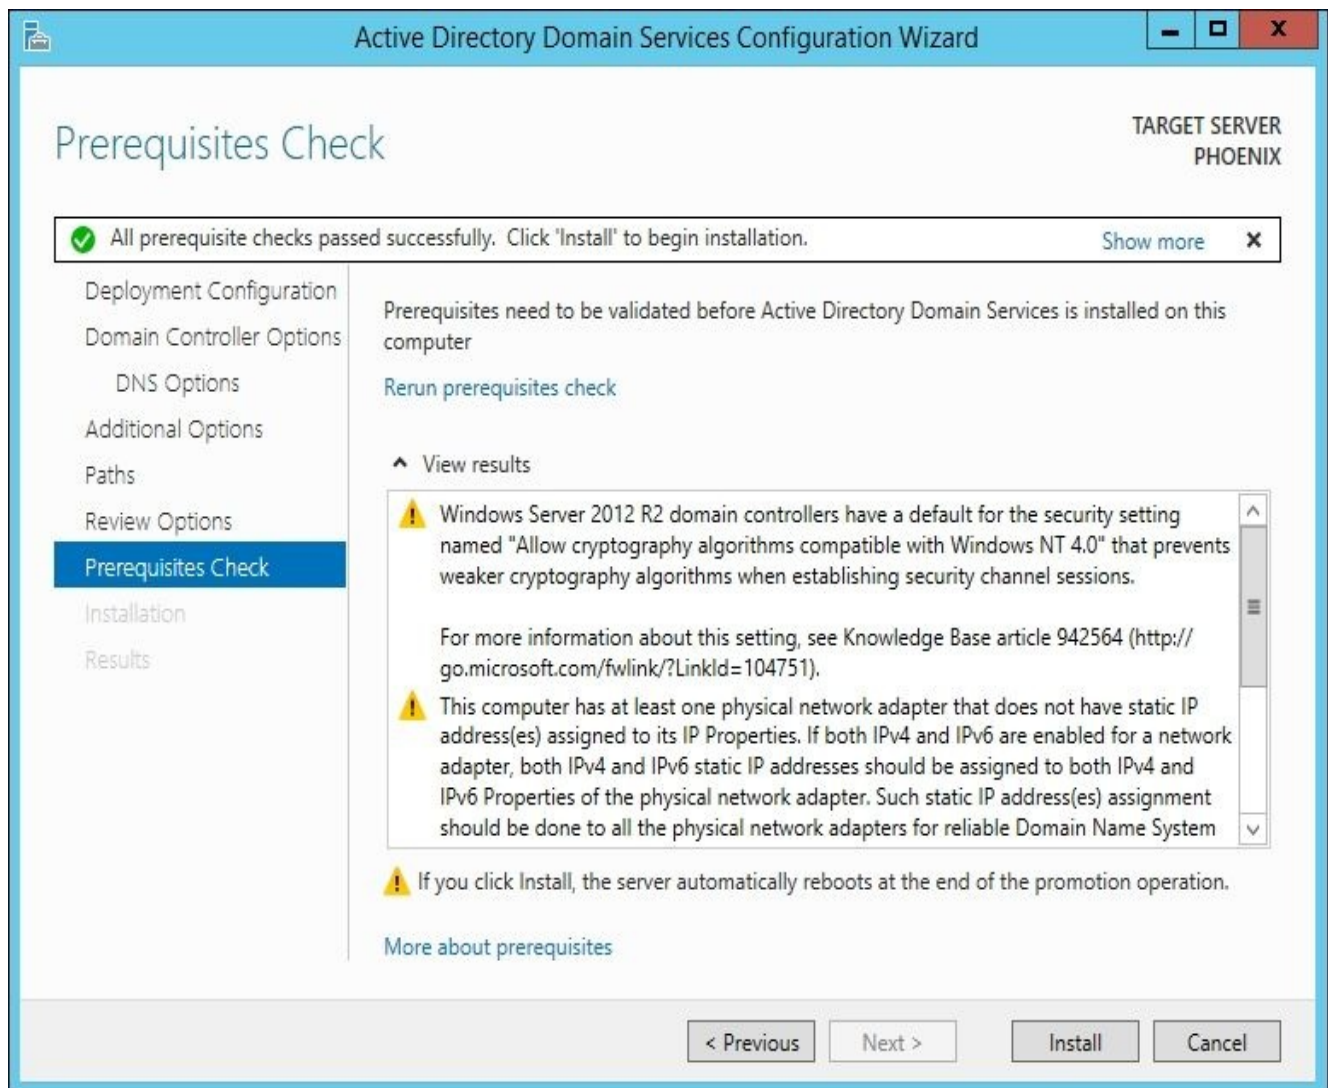 Active Directory Domain Services Configuration Wizard
Prerequisites Check
TARGET SERVER
PHOENIX
All prerequisite checks passed successfully. Click 'Install' to begin installation.
Show more
Deployment Configuration
Domain Controller Options
DNS Options
Additional Options
Paths
Review Options
Prerequisites Check
Installation
Results
Prerequisites need to be validated before Active Directory Domain Services is installed on this
computer
Rerun prerequisites check
View results
Windows Server 2012 R2 domain controllers have a default for the security setting
named "Allow cryptography algorithms compatible with Windows NT 4.0" that prevents
weaker cryptography algorithms when establishing security channel sessions.
For more information about this setting, see Knowledge Base article 942564 (http://
go.microsoft.com/fwlink/?LinkId=104751).
This computer has at least one physical network adapter that does not have static IP
address(es) assigned to its IP Properties. If both IPv4 and IPv6 are enabled for a network
adapter, both IPv4 and IPv6 static IP addresses should be assigned to both IPv4 and
IPv6 Properties of the physical network adapter. Such static IP address(es) assignment
should be done to all the physical network adapters for reliable Domain Name System
If you click Install, the server automatically reboots at the end of the promotion operation.
More about prerequisites
< Previous
Next >
Install
Cancel